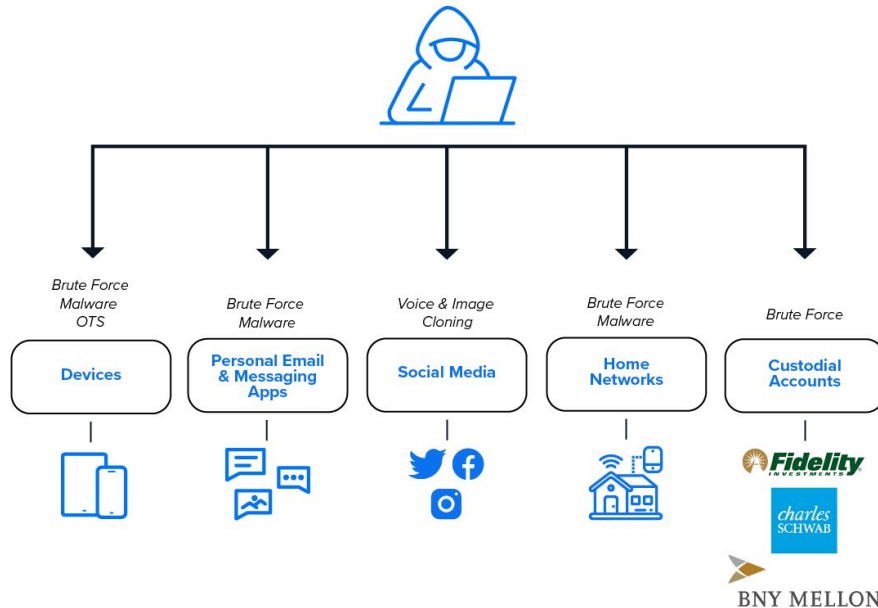 Brute Force
Malware
OTS
Devices
Brute Force
Malware
Personal Email
& Messaging
Apps
Voice & Image
Cloning
Social Media
Brute Force
Malware
Home
Networks
Brute Force
Custodial
Accounts
Fidelity
INVESTMENTS
charles
SCHWAB
BNY MELLON